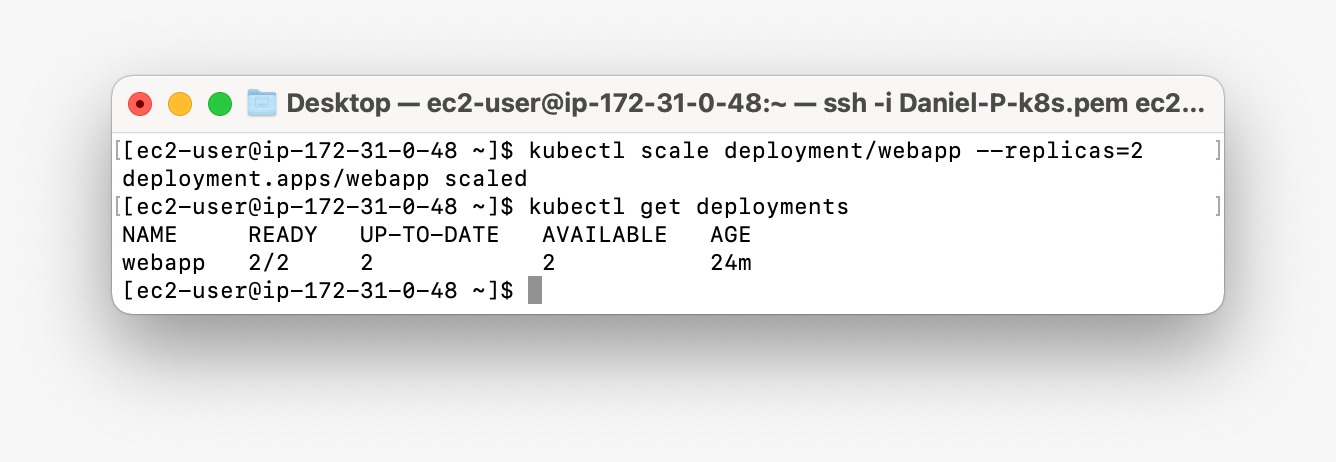 Desktop — ec2-user@ip-172-31-0-48:~ — ssh -i Daniel-P-k8s.pem ec2...
[[ec2-user@ip-172-31-0-48 ~]$ kubectl scale deployment/webapp --replicas=2 ]
deployment.apps/webapp scaled
[[ec2-user@ip-172-31-0-48 ~]$ kubectl get deployments ]
NAME READY UP-TO-DATE AVAILABLE AGE
webapp 2/2 2 2 24m
[ec2-user@ip-172-31-0-48 ~]$